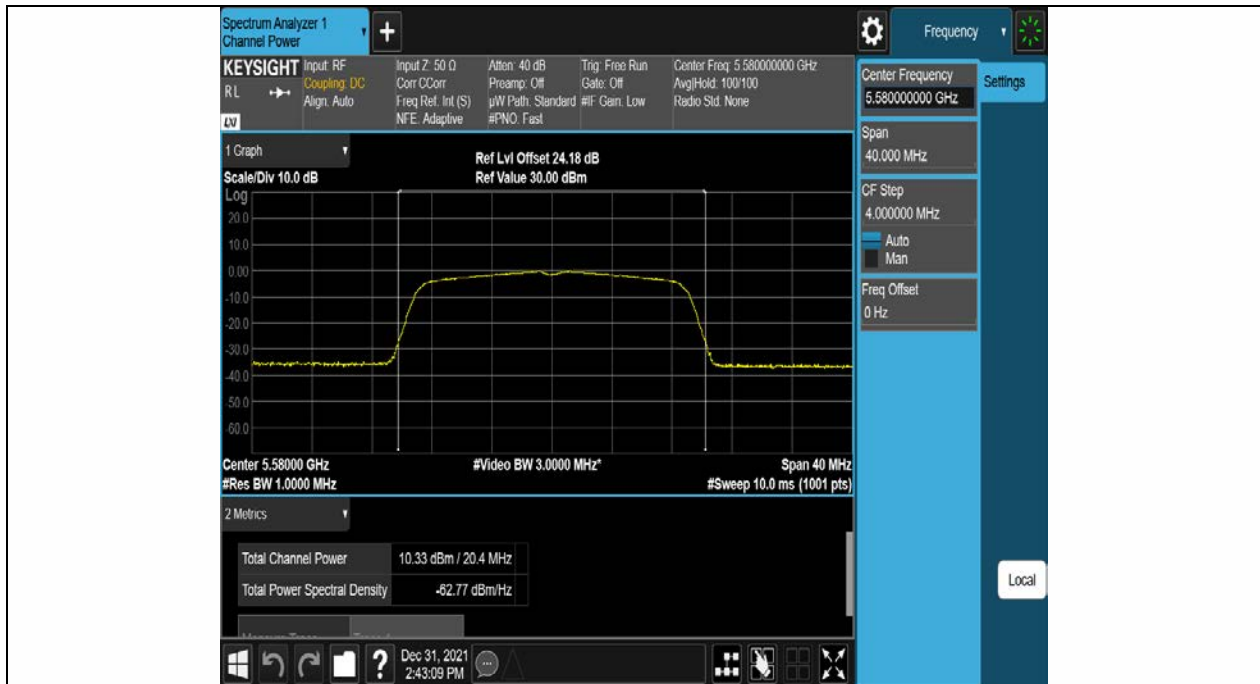 Spectrum Analyzer 1
Channel Power
+
Frequency
KEYSIGHT
RL
LXI
Input: RF
Coupling: DC
Align: Auto
Input Z: 50 Ω
Corr CCorr
Freq Ref: Int (S)
NFE: Adaptive
Atten: 40 dB
Preamp: Off
µW Path: Standard
#PNO: Fast
Trig: Free Run
Gate: Off
#IF Gain: Low
Center Freq: 5.580000000 GHz
Avg|Hold: 100/100
Radio Std: None
1 Graph
Scale/Div 10.0 dB
Ref Lvl Offset 24.18 dB
Ref Value 30.00 dBm
Log
20.0
10.0
0.00
-10.0
-20.0
-30.0
-40.0
-50.0
-60.0
Center 5.58000 GHz
#Res BW 1.0000 MHz
#Video BW 3.0000 MHz*
Span 40 MHz
#Sweep 10.0 ms (1001 pts)
2 Metrics
Total Channel Power 10.33 dBm / 20.4 MHz
Total Power Spectral Density -62.77 dBm/Hz
Center Frequency
5.580000000 GHz
Span
40.000 MHz
CF Step
4.000000 MHz
Auto
Man
Freq Offset
0 Hz
Settings
Local
?
Dec 31, 2021
2:43:09 PM